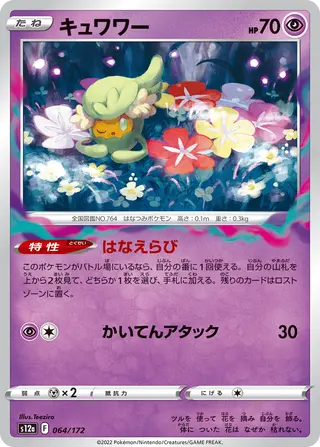 たね キュワワー HP70
全国図鑑NO.764 はなつみポケモン 高さ:0.1m 重さ:0.3kg
特性 とくせい はなえらび
このポケモンがバトル場にいるなら、自分の番に1回使える。自分の山札を
上から2枚見て、どちらか1枚を選び、手札に加える。残りのカードはロスト
ゾーンに置く。
かいてんアタック 30
弱点 ×2 抵抗力 にげる
Illus.Teeziro
s12a F 064/172
ツルを使って花を摘み身を飾る。
©2022 Pokémon/Nintendo/Creatures/GAME FREAK.